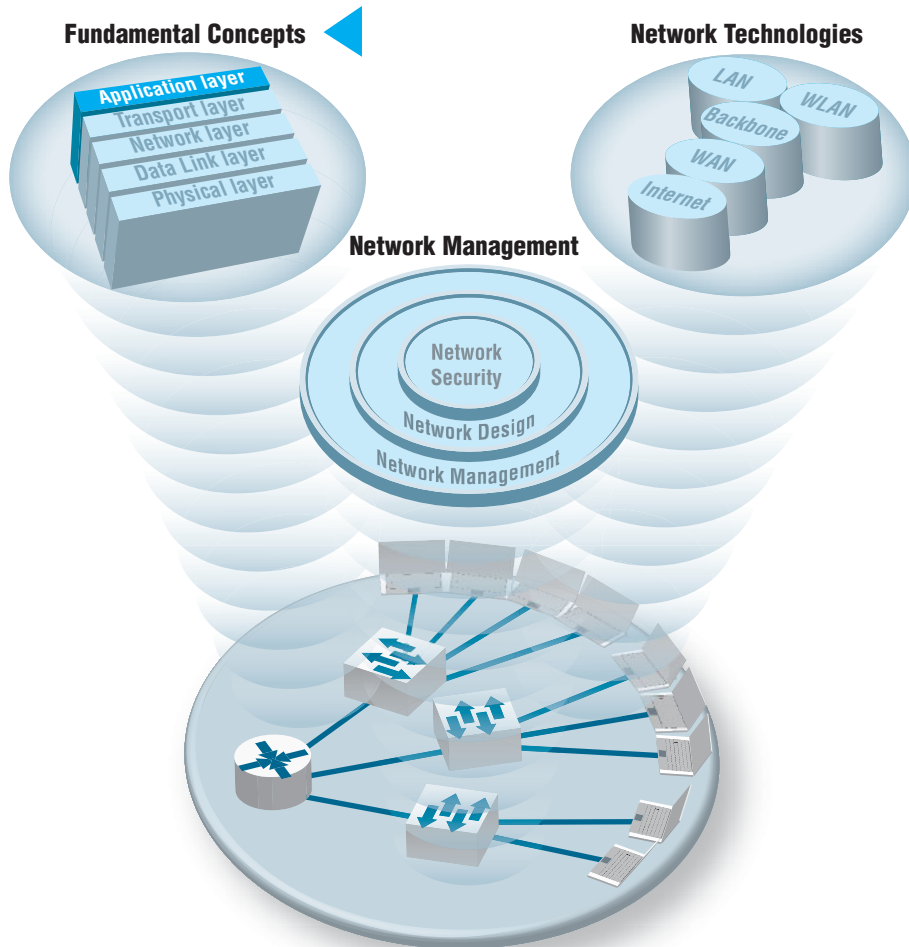 Fundamental Concepts
Application layer
Transport layer
Network layer
Data Link layer
Physical layer
Network Technologies
LAN
WLAN
Backbone
WAN
Internet
Network Management
Network
Security
Network Design
Network Management